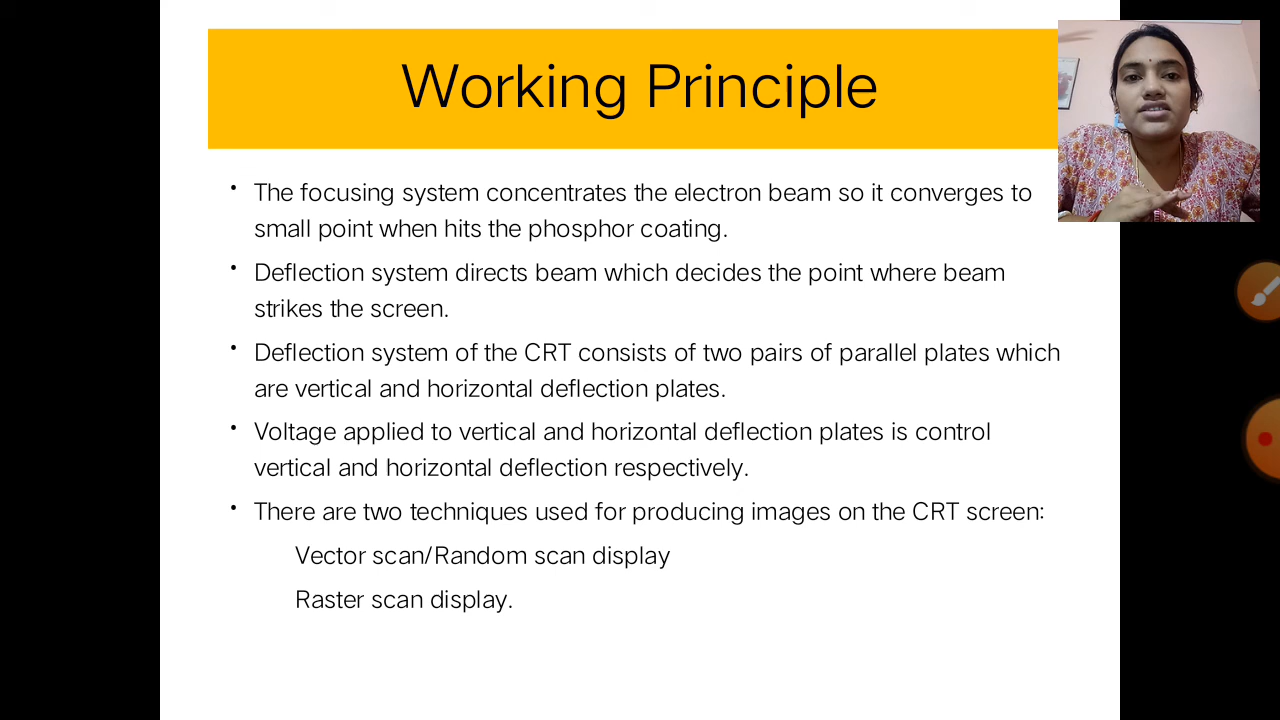 Working Principle
• The focusing system concentrates the electron beam so it converges to
small point when hits the phosphor coating.
• Deflection system directs beam which decides the point where beam
strikes the screen.
• Deflection system of the CRT consists of two pairs of parallel plates which
are vertical and horizontal deflection plates.
• Voltage applied to vertical and horizontal deflection plates is control
vertical and horizontal deflection respectively.
• There are two techniques used for producing images on the CRT screen:
Vector scan/Random scan display
Raster scan display.